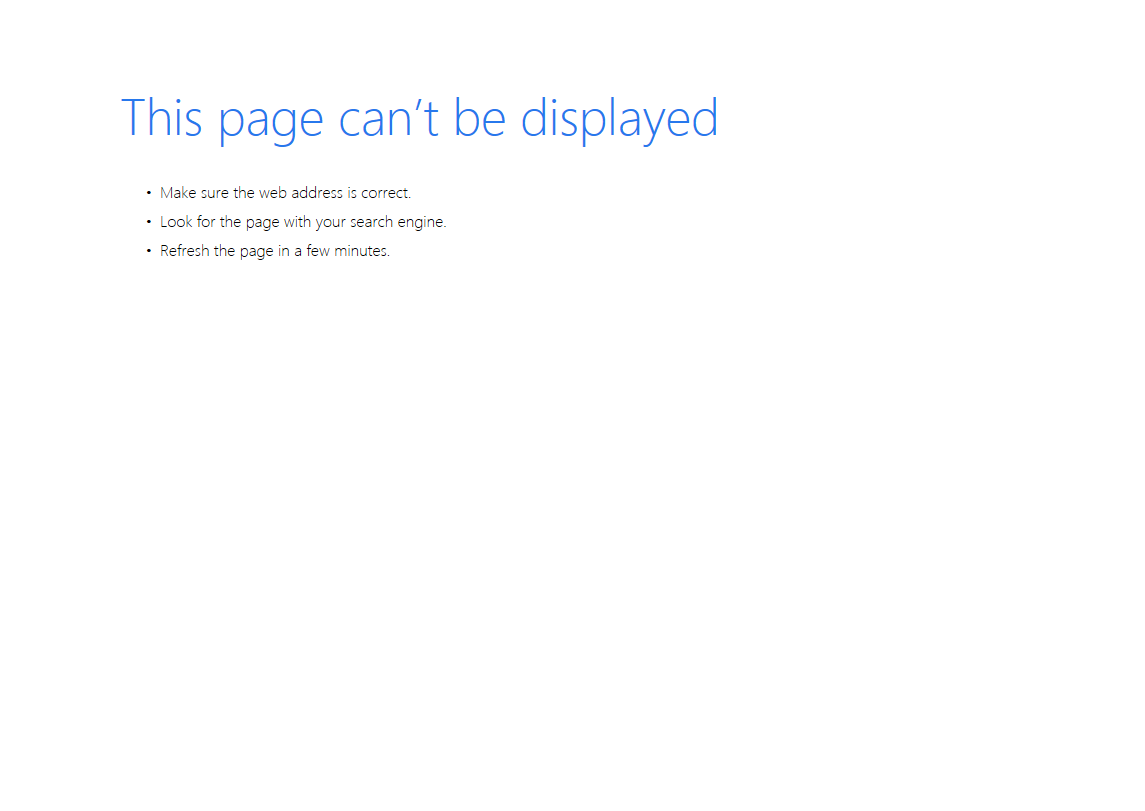 This page can’t be displayed
• Make sure the web address is correct.
• Look for the page with your search engine.
• Refresh the page in a few minutes.